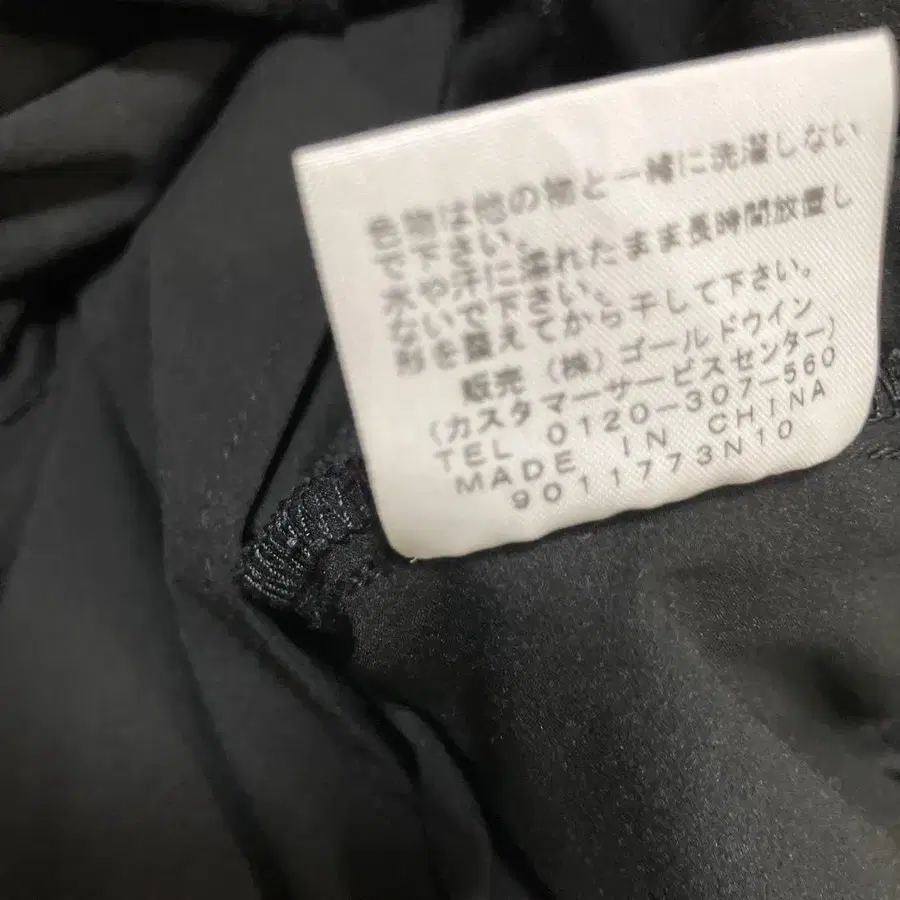 色物は他の物と一緒に洗濯しない
で下さい。
水や汗に濡れたまま長時間放置し
ないで下さい、
形を整えてから干して下さい。
販売 (株) ゴールドウイン
(カスタマーサービスセンター)
TEL 0120-307-560
MADE IN CHINA
9011773N10